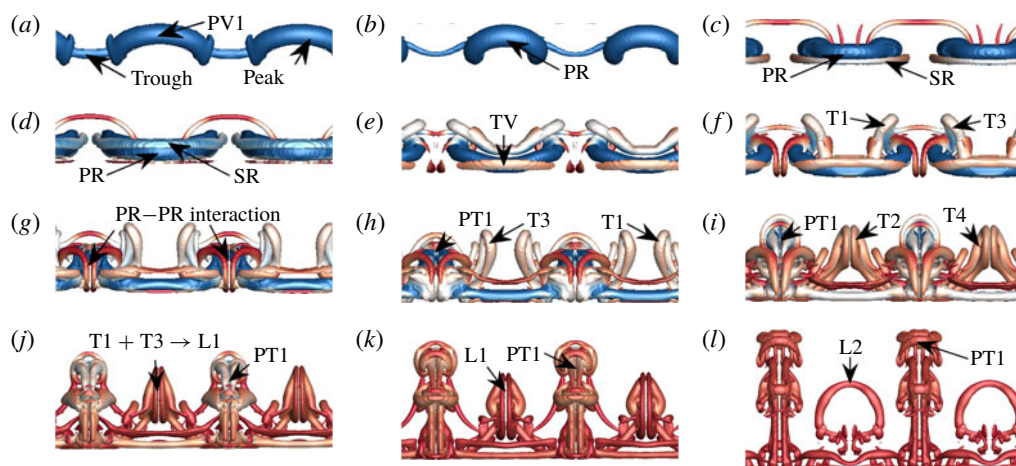 (a) PV1
Trough Peak
(b)
PR
(c)
PR SR
(d)
PR SR
(e) TV
(f) T1 T3
(g) PR−PR interaction
(h) PT1 T3 T1
(i) PT1 T2 T4
(j)
T1 + T3 → L1 PT1
(k)
L1 PT1
(l)
L2 PT1